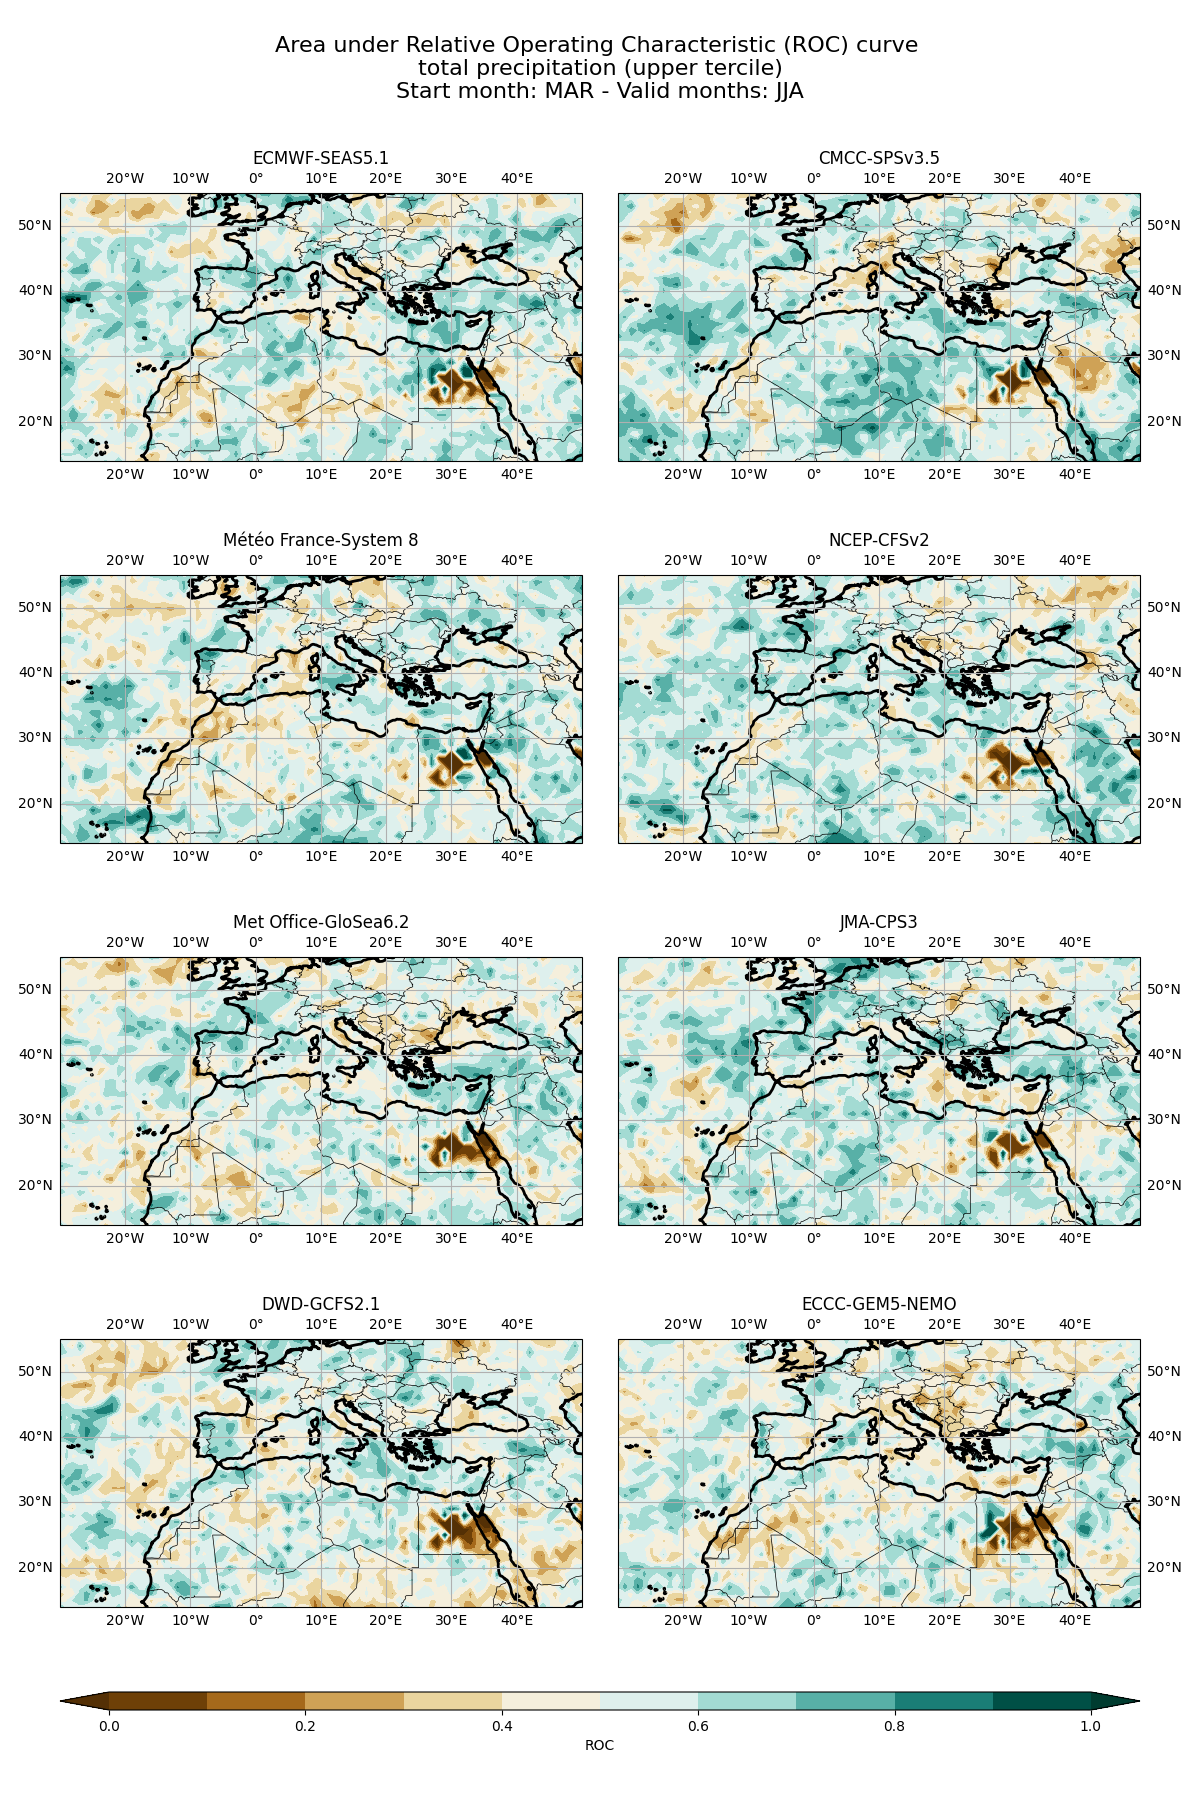 Area under Relative Operating Characteristic (ROC) curve
total precipitation (upper tercile)
Start month: MAR - Valid months: JJA
ECMWF-SEAS5.1
20°W 10°W 0° 10°E 20°E 30°E 40°E
50°N
40°N
30°N
20°N
20°W 10°W 0° 10°E 20°E 30°E 40°E
CMCC-SPSv3.5
20°W 10°W 0° 10°E 20°E 30°E 40°E
50°N
40°N
30°N
20°N
20°W 10°W 0° 10°E 20°E 30°E 40°E
Météo France-System 8
20°W 10°W 0° 10°E 20°E 30°E 40°E
50°N
40°N
30°N
20°N
20°W 10°W 0° 10°E 20°E 30°E 40°E
NCEP-CFSv2
20°W 10°W 0° 10°E 20°E 30°E 40°E
50°N
40°N
30°N
20°N
20°W 10°W 0° 10°E 20°E 30°E 40°E
Met Office-GloSea6.2
20°W 10°W 0° 10°E 20°E 30°E 40°E
50°N
40°N
30°N
20°N
20°W 10°W 0° 10°E 20°E 30°E 40°E
JMA-CPS3
20°W 10°W 0° 10°E 20°E 30°E 40°E
50°N
40°N
30°N
20°N
20°W 10°W 0° 10°E 20°E 30°E 40°E
DWD-GCFS2.1
20°W 10°W 0° 10°E 20°E 30°E 40°E
50°N
40°N
30°N
20°N
20°W 10°W 0° 10°E 20°E 30°E 40°E
ECCC-GEM5-NEMO
20°W 10°W 0° 10°E 20°E 30°E 40°E
50°N
40°N
30°N
20°N
20°W 10°W 0° 10°E 20°E 30°E 40°E
0.0 0.2 0.4 0.6 0.8 1.0
ROC